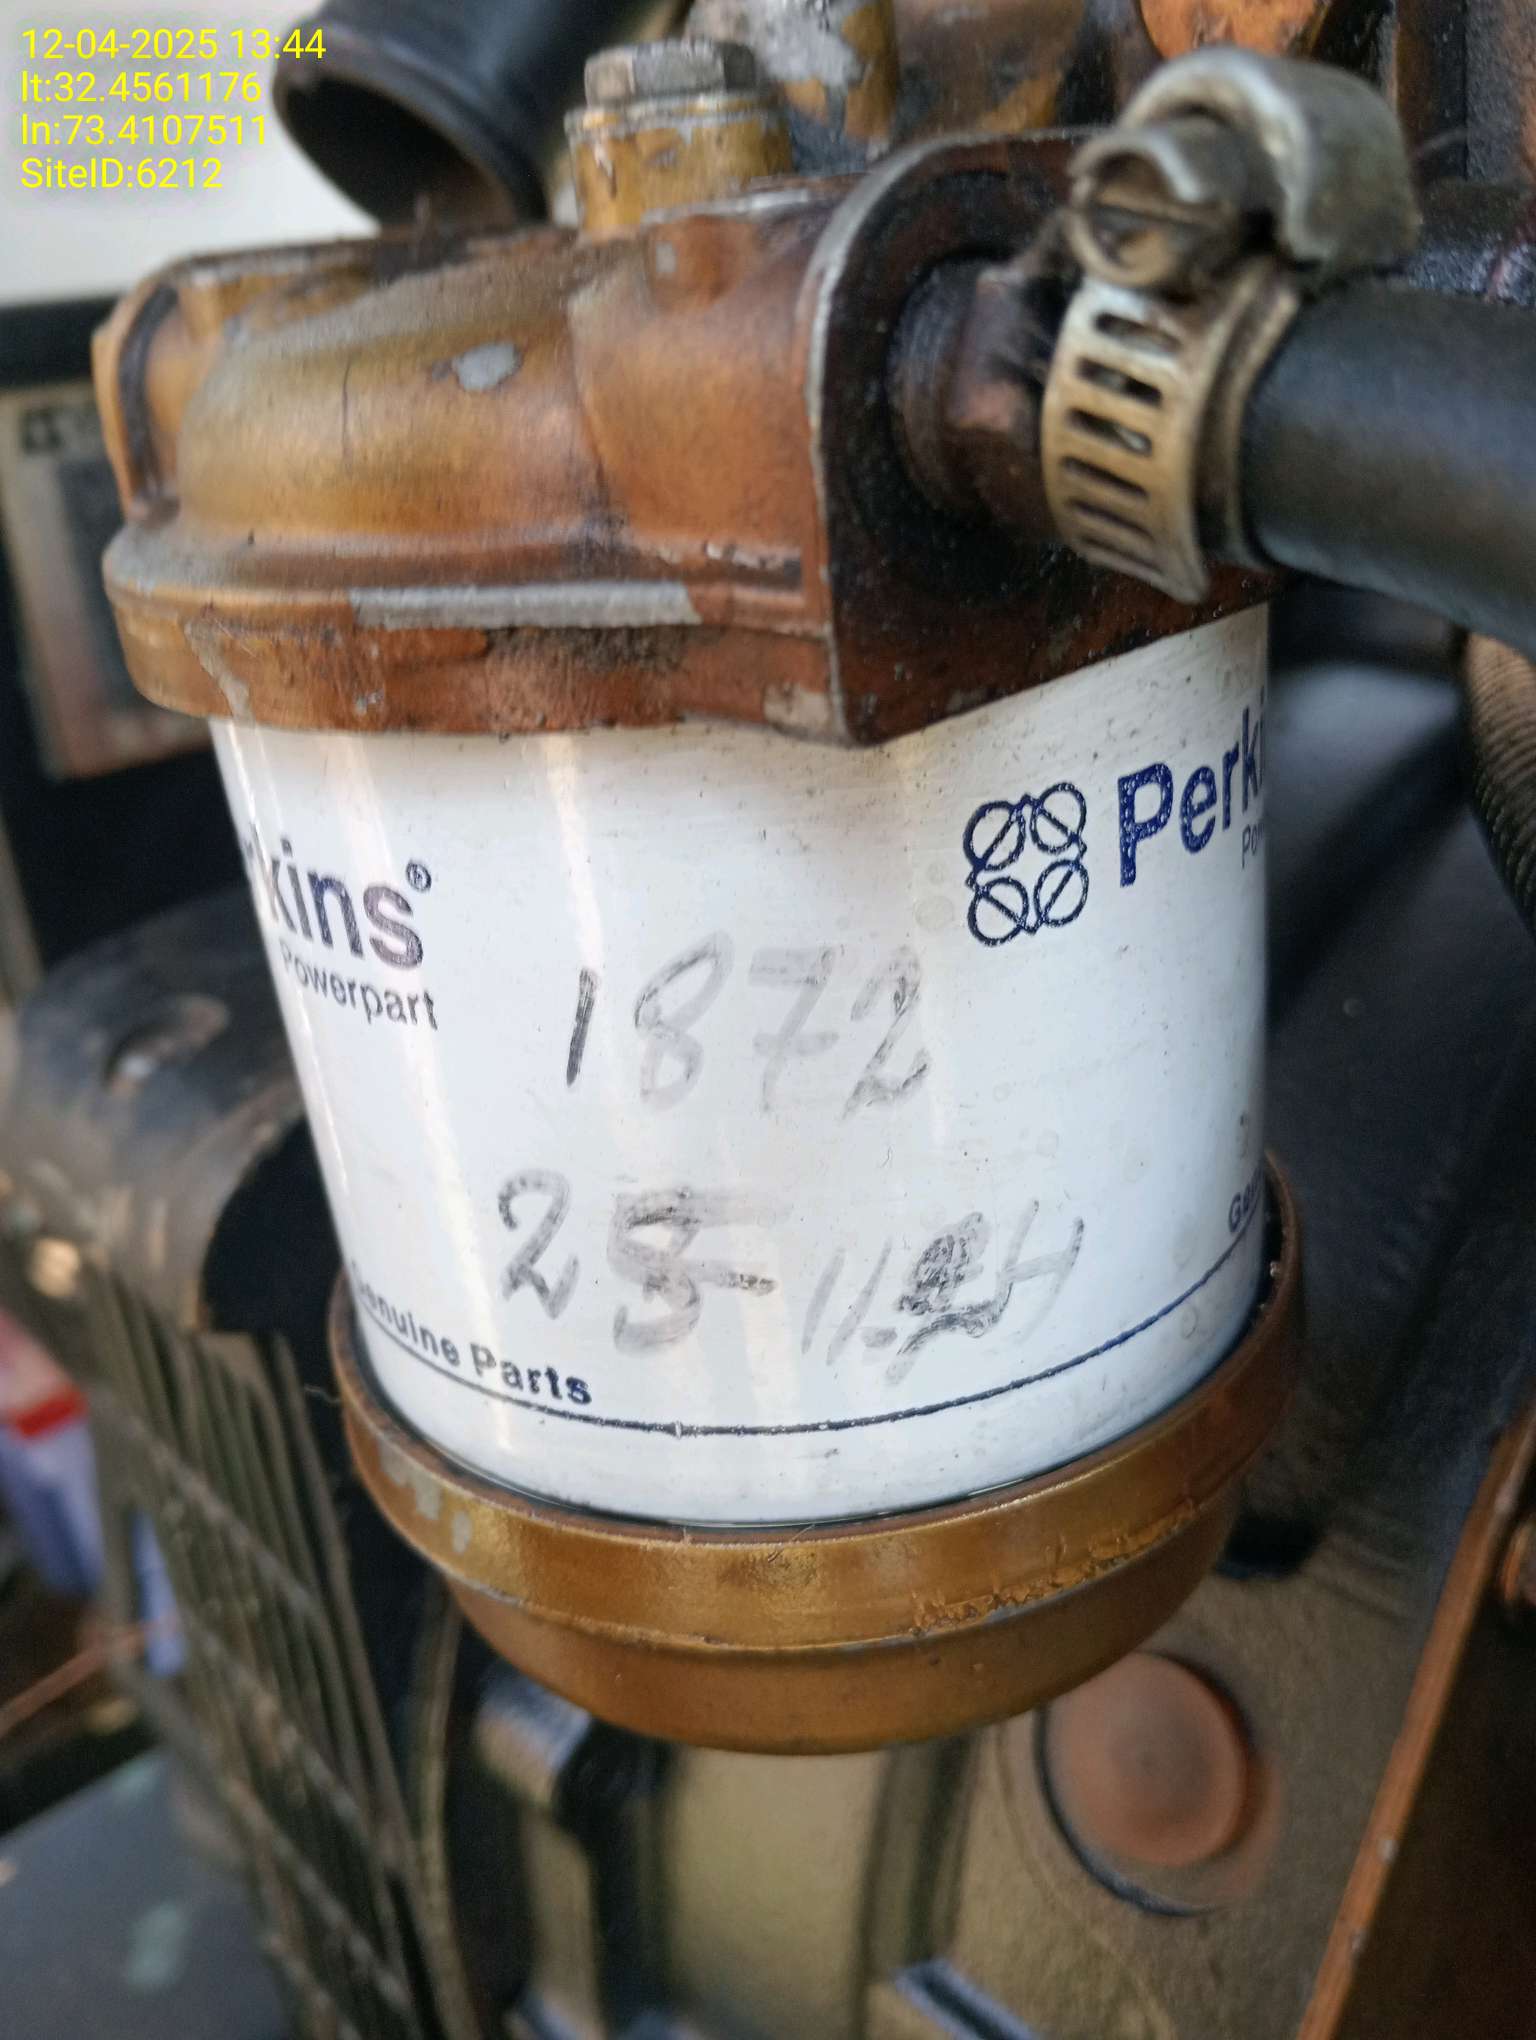 12-04-2025 13:44
lt:32.4561176
ln:73.4107511
SiteID:6212
Perki
rkins®
Powerpart
1872
Genuine Parts